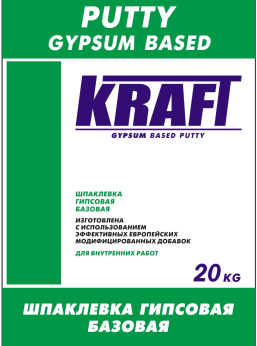 PUTTY
GYPSUM BASED
KRAFT
GYPSUM BASED PUTTY
ШПАКЛЕВКА
ГИПСОВАЯ
БАЗОВАЯ
ИЗГОТОВЛЕНА
С ИСПОЛЬЗОВАНИЕМ
ЭФФЕКТИВНЫХ ЕВРОПЕЙСКИХ
МОДИФИЦИРОВАННЫХ ДОБАВОК
ДЛЯ ВНУТРЕННИХ РАБОТ
20 KG
ШПАКЛЕВКА ГИПСОВАЯ
БАЗОВАЯ